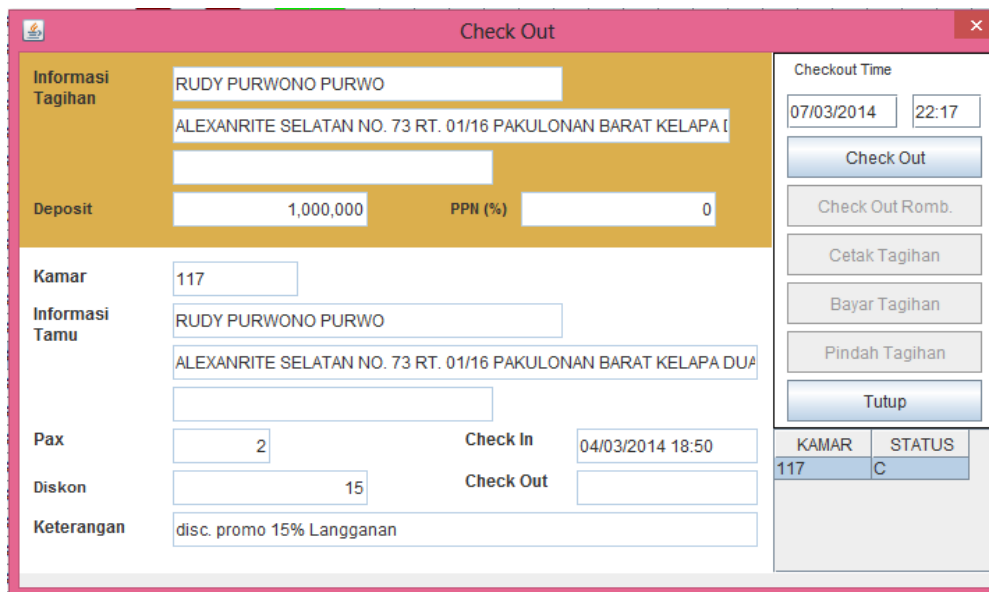 Check Out
Informasi Tagihan
RUDY PURWONO PURWO
ALEXANRITE SELATAN NO. 73 RT. 01/16 PAKULONAN BARAT KELAPA
Deposit 1,000,000 PPN (%) 0
Kamar 117
Informasi Tamu
RUDY PURWONO PURWO
ALEXANRITE SELATAN NO. 73 RT. 01/16 PAKULONAN BARAT KELAPA DUA
Pax 2 Check In 04/03/2014 18:50
Diskon 15 Check Out
Keterangan disc. promo 15% Langganan
Checkout Time
07/03/2014 22:17
Check Out
Check Out Romb.
Cetak Tagihan
Bayar Tagihan
Pindah Tagihan
Tutup
KAMAR STATUS
117 C